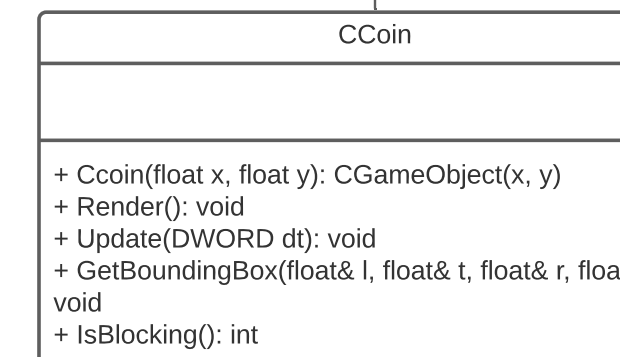 CCoin
+ Ccoin(float x, float y): CGameObject(x, y)
+ Render(): void
+ Update(DWORD dt): void
+ GetBoundingBox(float& l, float& t, float& r, floa
void
+ IsBlocking(): int